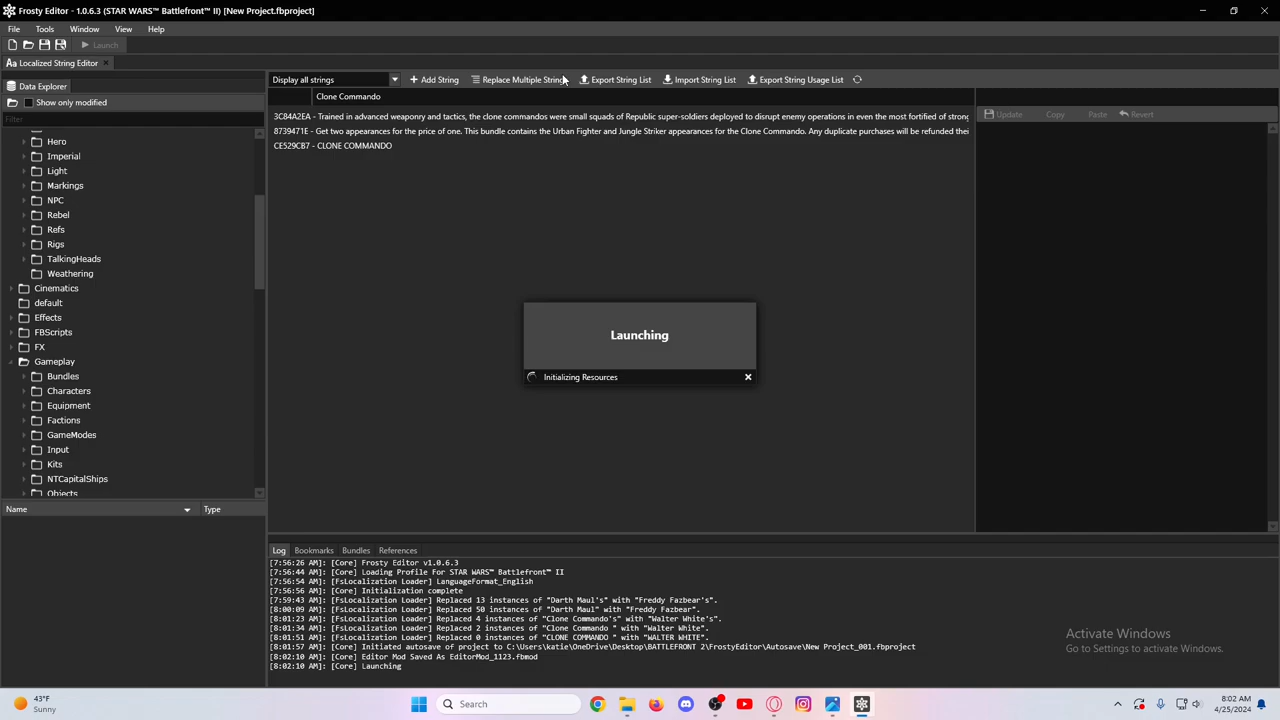 Frosty Editor - 1.0.6.3 (STAR WARS™ Battlefront™ II) [New Project.fbproject]
File Tools Window View Help
Launch
Localized String Editor
Data Explorer
Show only modified
Filter
Hero
Imperial
Light
Markings
NPC
Rebel
Refs
Rigs
TalkingHeads
Weathering
Cinematics
default
Effects
FBScripts
FX
Gameplay
Bundles
Characters
Equipment
Factions
GameModes
Input
Kits
NTCapitalShips
Objects
Name Type
Display all strings Add String Replace Multiple Strings Export String List Import String List Export String Usage List
Clone Commando
3C84A2EA - Trained in advanced weaponry and tactics, the clone commandos were small squads of Republic super-soldiers deployed to disrupt enemy operations in even the most fortified of strong
8739471E - Get two appearances for the price of one. This bundle contains the Urban Fighter and Jungle Striker appearances for the Clone Commando. Any duplicate purchases will be refunded thei
CE529CB7 - CLONE COMMANDO
Update Copy Paste Revert
Launching
Initializing Resources
Log Bookmarks Bundles References
[7:56:26 AM]: [Core] Frosty Editor v1.0.6.3
[7:56:44 AM]: [Core] Loading Profile For STAR WARS™ Battlefront™ II
[7:56:54 AM]: [FsLocalization Loader] LanguageFormat_English
[7:56:56 AM]: [Core] Initialization complete
[7:59:43 AM]: [FsLocalization Loader] Replaced 13 instances of "Darth Maul's" with "Freddy Fazbear's".
[8:00:09 AM]: [FsLocalization Loader] Replaced 50 instances of "Darth Maul" with "Freddy Fazbear".
[8:01:23 AM]: [FsLocalization Loader] Replaced 4 instances of "Clone Commando's" with "Walter White's".
[8:01:34 AM]: [FsLocalization Loader] Replaced 2 instances of "Clone Commando " with "Walter White".
[8:01:51 AM]: [FsLocalization Loader] Replaced 0 instances of "CLONE COMMANDO " with "WALTER WHITE".
[8:01:57 AM]: [Core] Initiated autosave of project to C:\Users\katie\OneDrive\Desktop\BATTLEFRONT 2\FrostyEditor\Autosave\New Project_001.fbproject
[8:02:10 AM]: [Core] Editor Mod Saved As EditorMod_1123.fbmod
[8:02:10 AM]: [Core] Launching
Activate Windows
Go to Settings to activate Windows.
43°F
Sunny
Search
8:02 AM
4/25/2024